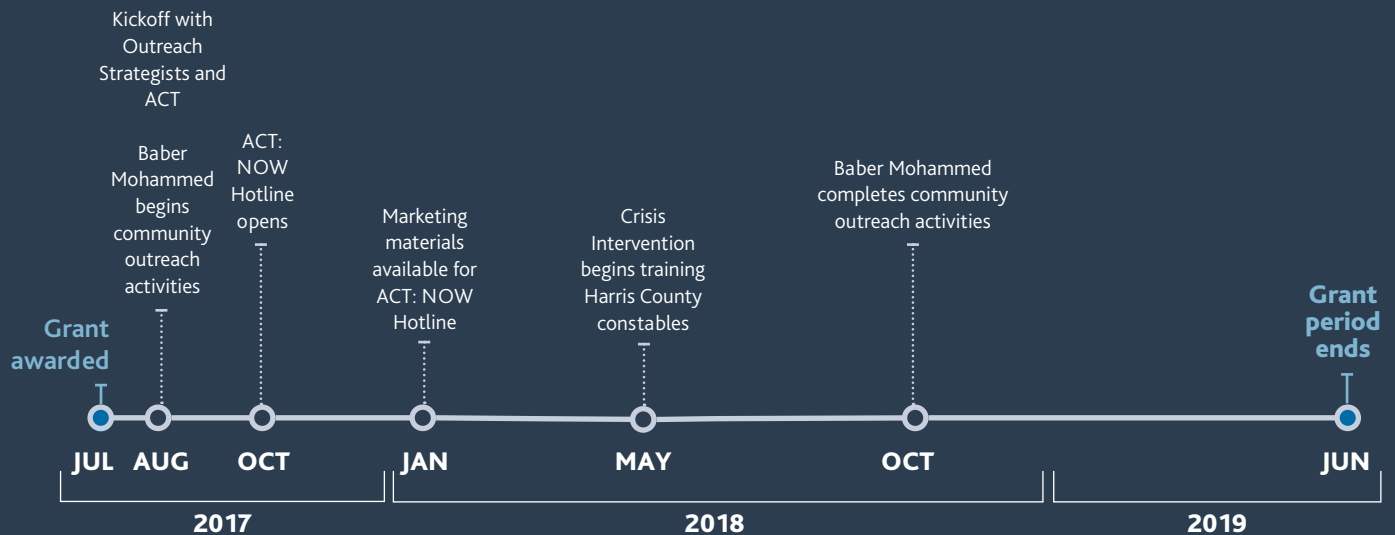 Kickoff with
Outreach
Strategists and
ACT
Baber
Mohammed
begins
community
outreach
activities
ACT:
NOW
Hotline
opens
Marketing
materials
available for
ACT: NOW
Hotline
Crisis
Intervention
begins training
Harris County
constables
Baber Mohammed
completes community
outreach activities
Grant
awarded
Grant
period
ends
JUL AUG OCT JAN MAY OCT JUN
2017 2018 2019